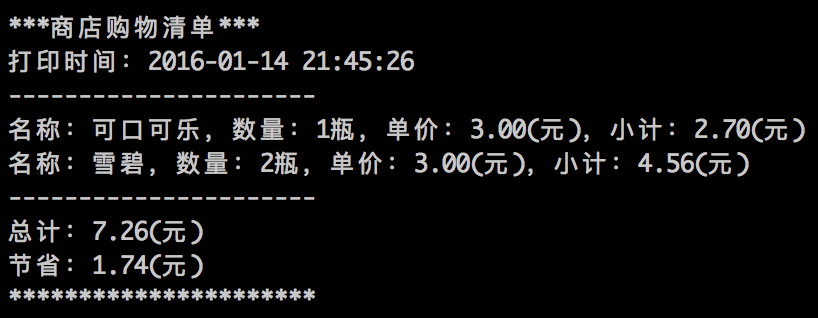 ***商店购物清单***
打印时间：2016-01-14 21:45:26
----------------------
名称：可口可乐，数量：1瓶，单价：3.00(元)，小计：2.70(元)
名称：雪碧，数量：2瓶，单价：3.00(元)，小计：4.56(元)
----------------------
总计：7.26(元)
节省：1.74(元)
**********************